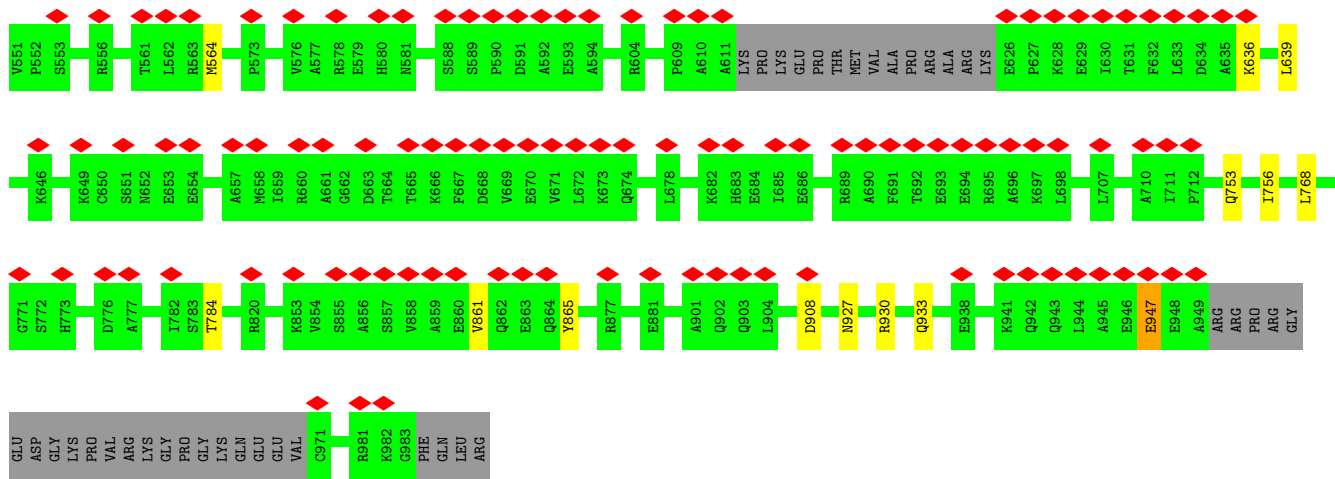 V551 P552 S553 R556 T561 L562 R563 M564 P573 V576 A577 R578 E579 H580 N581 S588 S589 P590 D591 A592 E593 A594 R604 P609 A610 A611 LYS PRO LYS GLU PRO THR MET VAL ALA PRO ARG ALA ARG LYS E626 P627 K628 E629 I630 T631 F632 L633 D634 A635 K636 L639
K646 K649 C650 S651 N652 E653 E654 A657 M658 I659 R660 A661 G662 D663 T664 T665 K666 F667 D668 V669 E670 V671 L672 K673 Q674 L678 K682 H683 E684 I685 E686 R689 A690 F691 T692 E693 E694 R695 A696 K697 L698 L707 A710 I711 P712 Q753 I756 L768
G771 S772 H773 D776 A777 I782 S783 T784 R820 K853 V854 S855 A856 S857 V858 A859 E860 V861 Q862 E863 Q864 Y865 R877 E881 A901 Q902 Q903 L904 D908 N927 R930 Q933 E938 K941 Q942 Q943 L944 A945 E946 E947 E948 A949 ARG ARG PRO ARG GLY
GLU ASP GLY LYS PRO VAL ARG LYS GLY PRO GLY LYS GLN GLU GLU VAL C971 R981 K982 G983 PHE GLN LEU ARG